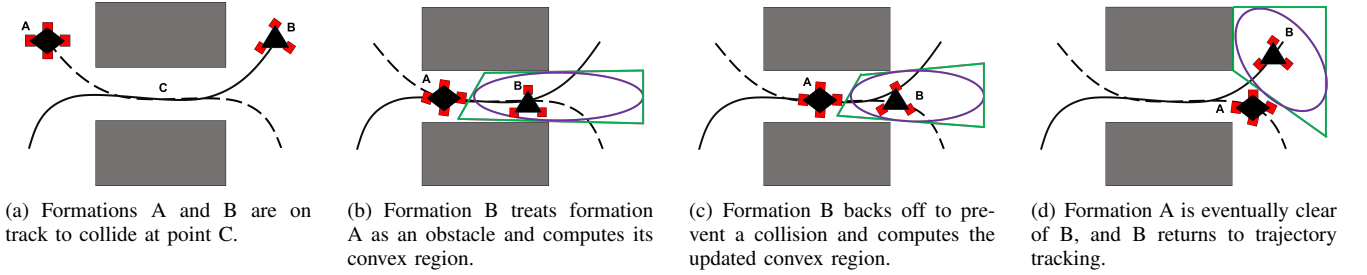 A
B
C
(a) Formations A and B are on
track to collide at point C.
A
B
(b) Formation B treats formation
A as an obstacle and computes its
convex region.
A
B
(c) Formation B backs off to pre-
vent a collision and computes the
updated convex region.
B
A
(d) Formation A is eventually clear
of B, and B returns to trajectory
tracking.